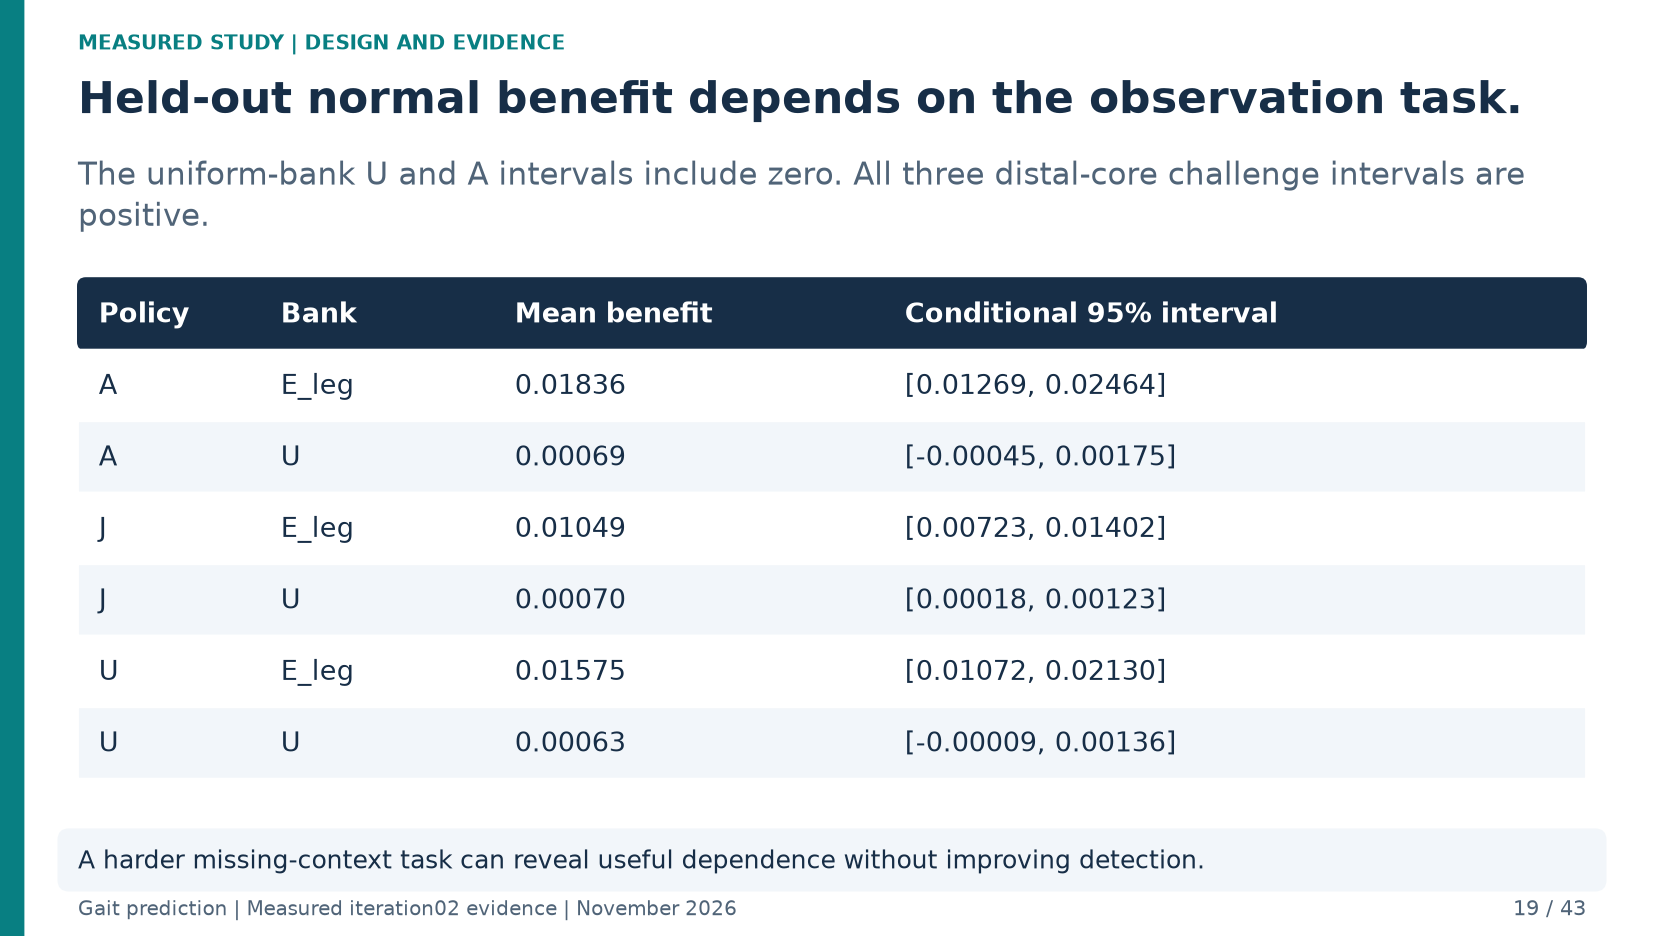 MEASURED STUDY | DESIGN AND EVIDENCE
Held-out normal benefit depends on the observation task.
The uniform-bank U and A intervals include zero. All three distal-core challenge intervals are
positive.
Policy Bank Mean benefit Conditional 95% interval
A E_leg 0.01836 [0.01269, 0.02464]
A U 0.00069 [-0.00045, 0.00175]
J E_leg 0.01049 [0.00723, 0.01402]
J U 0.00070 [0.00018, 0.00123]
U E_leg 0.01575 [0.01072, 0.02130]
U U 0.00063 [-0.00009, 0.00136]
A harder missing-context task can reveal useful dependence without improving detection.
Gait prediction | Measured iteration02 evidence | November 2026 19 / 43